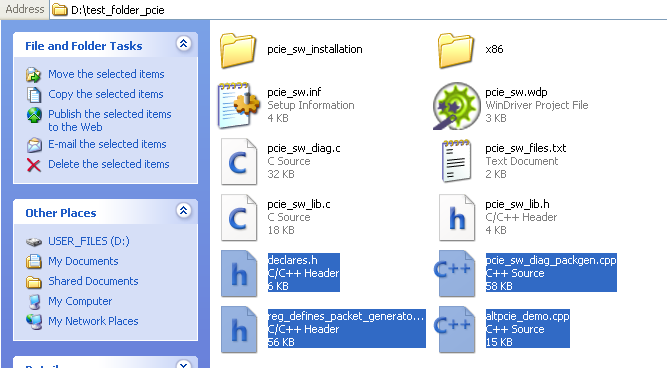 Address D:\test_folder_pcie
File and Folder Tasks
Move the selected items
Copy the selected items
Publish the selected items
to the Web
E-mail the selected items
Delete the selected items
Other Places
USER_FILES (D:)
My Documents
Shared Documents
My Computer
My Network Places
pcie_sw_installation
x86
pcie_sw.inf
Setup Information
4 KB
pcie_sw.wdp
WinDriver Project File
3 KB
pcie_sw_diag.c
C Source
32 KB
pcie_sw_files.txt
Text Document
2 KB
pcie_sw_lib.c
C Source
18 KB
pcie_sw_lib.h
C/C++ Header
4 KB
declares.h
C/C++ Header
6 KB
pcie_sw_diag_packgen.cpp
C++ Source
58 KB
reg_defines_packet_generato...
C/C++ Header
56 KB
altpcie_demo.cpp
C++ Source
15 KB